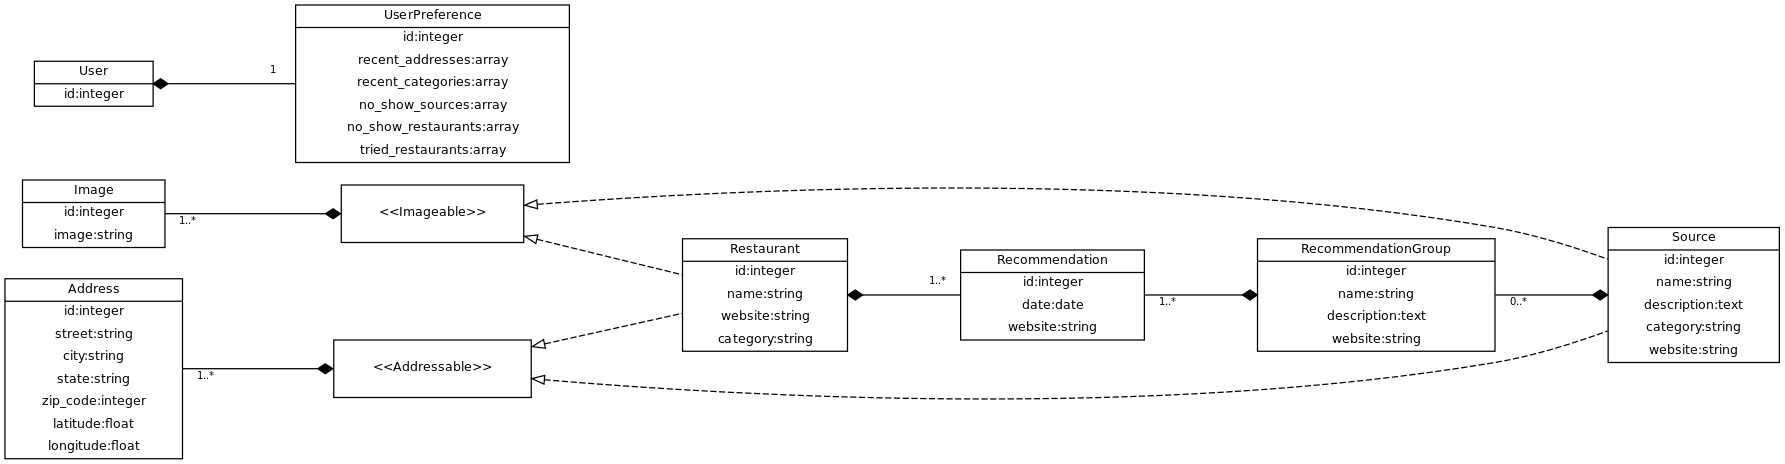 UserPreference
id:integer
recent_addresses:array
recent_categories:array
no_show_sources:array
no_show_restaurants:array
tried_restaurants:array
User
id:integer
1
Image
id:integer
image:string
1..*
<<Imageable>>
Address
id:integer
street:string
city:string
state:string
zip_code:integer
latitude:float
longitude:float
1..*
<<Addressable>>
Restaurant
id:integer
name:string
website:string
category:string
1..*
Recommendation
id:integer
date:date
website:string
1..*
RecommendationGroup
id:integer
name:string
description:text
website:string
0..*
Source
id:integer
name:string
description:text
category:string
website:string